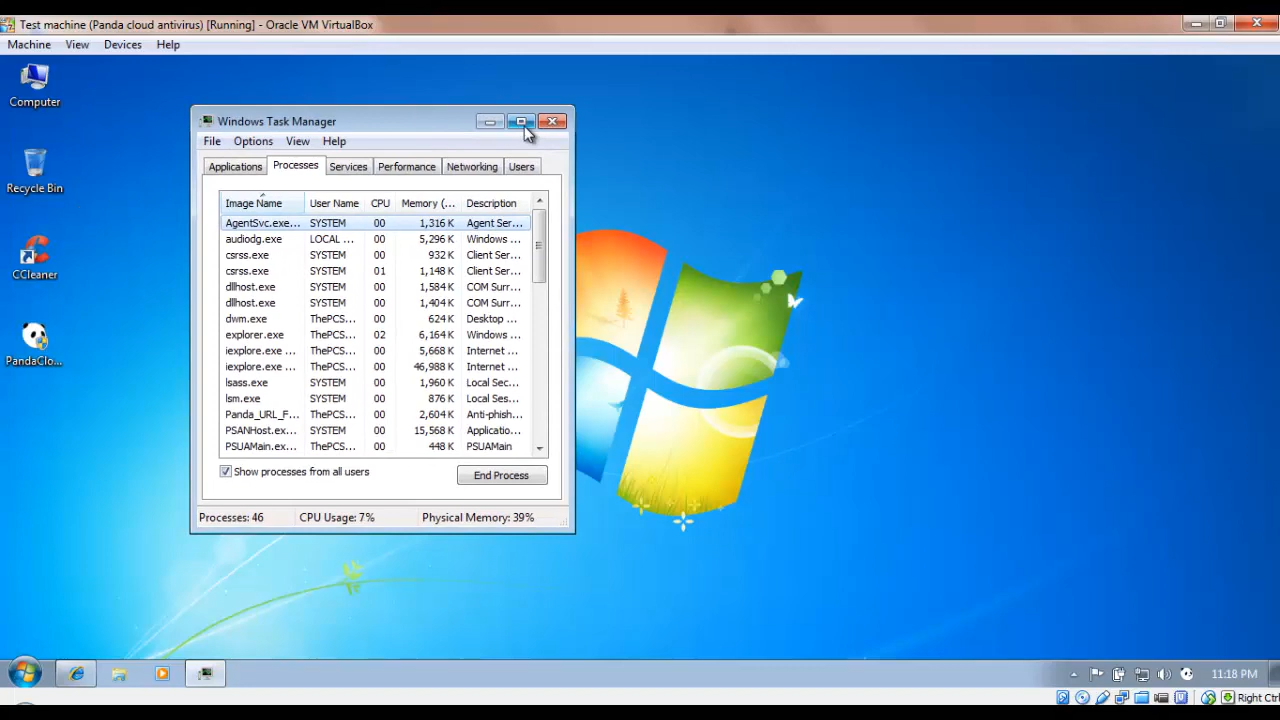 Test machine (Panda cloud antivirus) [Running] - Oracle VM VirtualBox
Machine View Devices Help
Computer
Recycle Bin
CCleaner
PandaClo...
Windows Task Manager
File Options View Help
Applications Processes Services Performance Networking Users
Image Name User Name CPU Memory (... Description
AgentSvc.exe... SYSTEM 00 1,316 K Agent Ser...
audiodg.exe LOCAL ... 00 5,296 K Windows ...
csrss.exe SYSTEM 00 932 K Client Ser...
csrss.exe SYSTEM 01 1,148 K Client Ser...
dllhost.exe SYSTEM 00 1,584 K COM Surr...
dllhost.exe SYSTEM 00 1,404 K COM Surr...
dwm.exe ThePCS... 00 624 K Desktop ...
explorer.exe ThePCS... 02 6,164 K Windows ...
iexplore.exe ... ThePCS... 00 5,668 K Internet ...
iexplore.exe ... ThePCS... 00 46,988 K Internet ...
lsass.exe SYSTEM 00 1,960 K Local Sec...
lsm.exe SYSTEM 00 876 K Local Ses...
Panda_URL_F... ThePCS... 00 2,604 K Anti-phish...
PSANHost.ex... SYSTEM 00 15,568 K Applicatio...
PSUAMain.ex... ThePCS... 00 448 K PSUAMain
Show processes from all users
End Process
Processes: 46 CPU Usage: 7% Physical Memory: 39%
11:18 PM
Right Ctrl